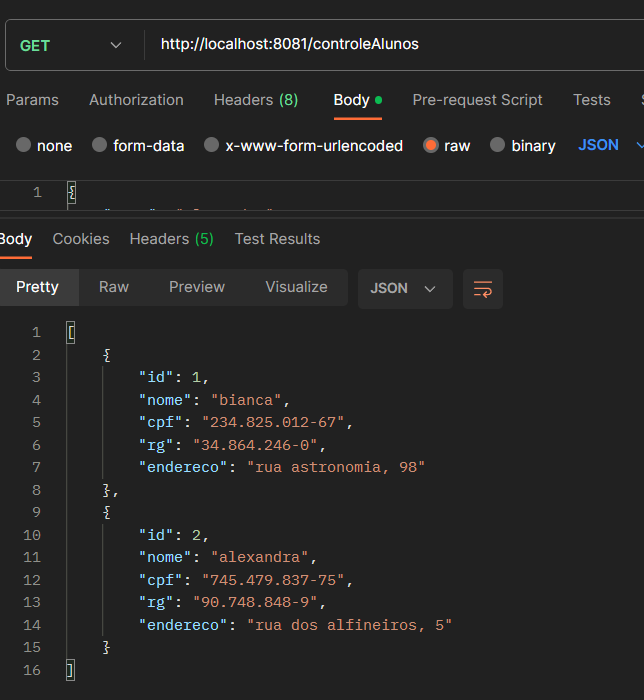 GET http://localhost:8081/controleAlunos
Params Authorization Headers (8) Body Pre-request Script Tests
none form-data x-www-form-urlencoded raw binary JSON
1 {
Body Cookies Headers (5) Test Results
Pretty Raw Preview Visualize JSON
1 [
2 {
3 "id": 1,
4 "nome": "bianca",
5 "cpf": "234.825.012-67",
6 "rg": "34.864.246-0",
7 "endereco": "rua astronomia, 98"
8 },
9 {
10 "id": 2,
11 "nome": "alexandra",
12 "cpf": "745.479.837-75",
13 "rg": "90.748.848-9",
14 "endereco": "rua dos alfineiros, 5"
15 }
16 ]